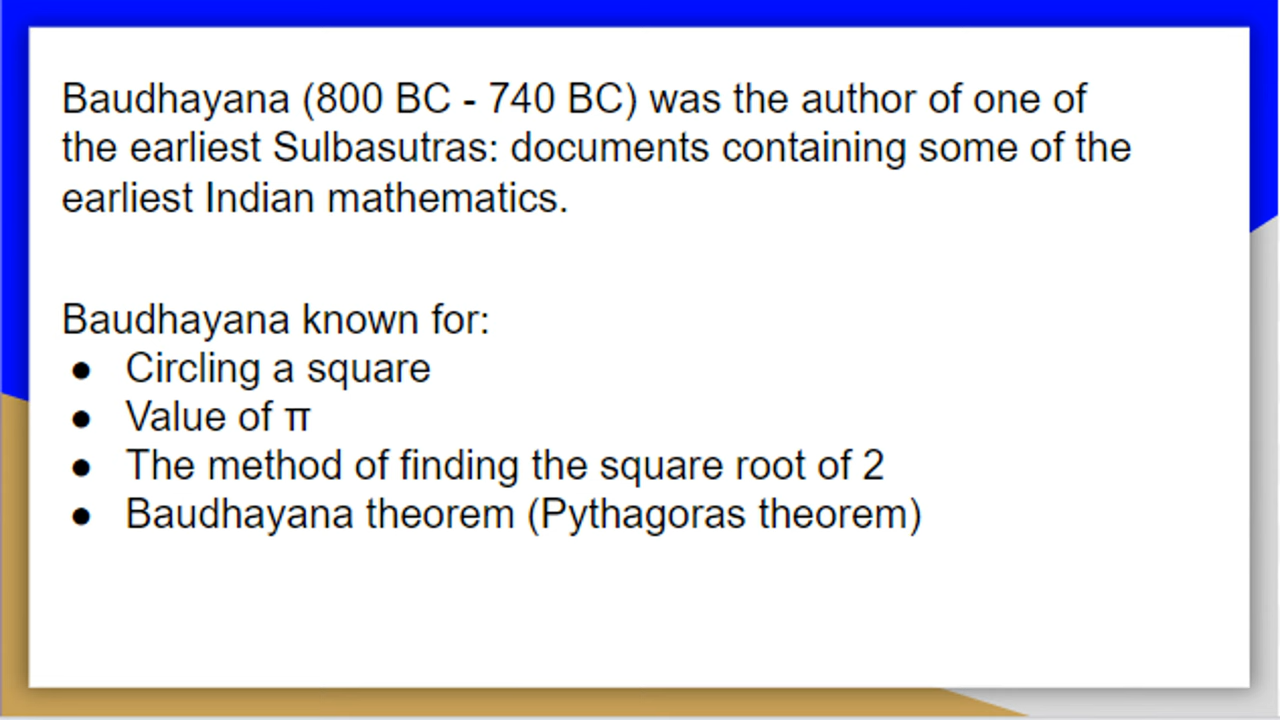 Baudhayana (800 BC - 740 BC) was the author of one of
the earliest Sulbasutras: documents containing some of the
earliest Indian mathematics.
Baudhayana known for:
● Circling a square
● Value of π
● The method of finding the square root of 2
● Baudhayana theorem (Pythagoras theorem)